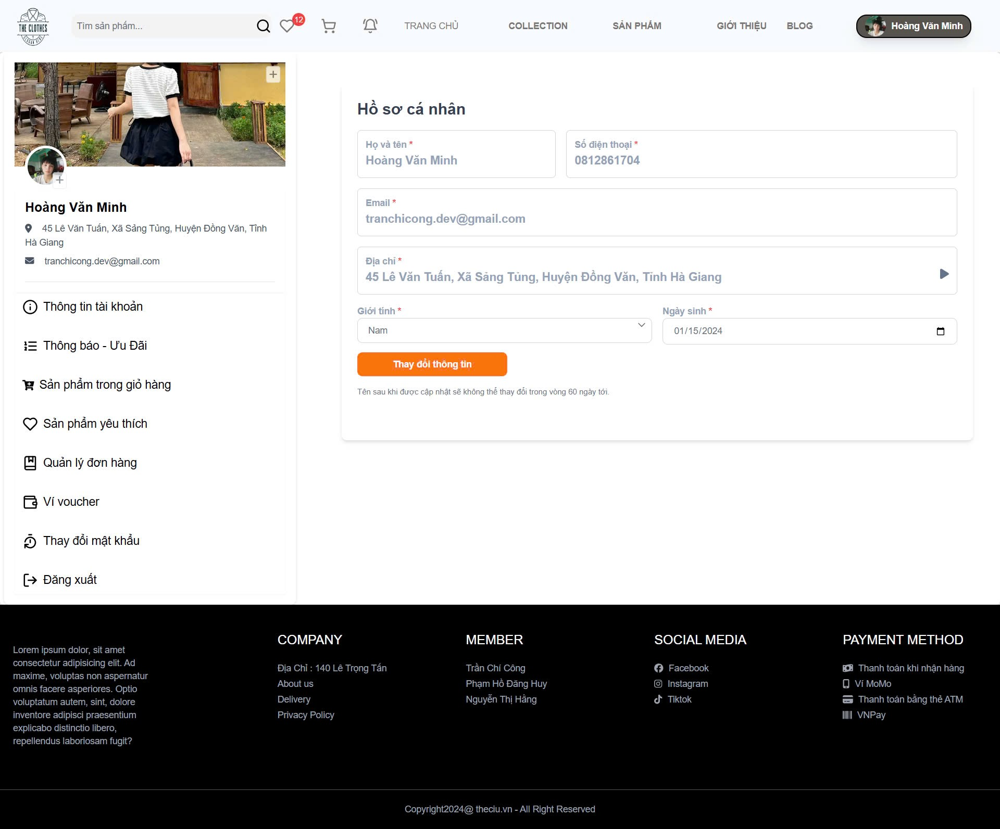 THE CLOTHES
SLOGAN HERE
Tìm sản phẩm...
12
TRANG CHỦ
COLLECTION
SẢN PHẨM
GIỚI THIỆU
BLOG
Hoàng Văn Minh
Hoàng Văn Minh
45 Lê Văn Tuấn, Xã Sảng Tủng, Huyện Đồng Văn, Tỉnh
Hà Giang
tranchicong.dev@gmail.com
Thông tin tài khoản
Thông báo - Ưu Đãi
Sản phẩm trong giỏ hàng
Sản phẩm yêu thích
Quản lý đơn hàng
Ví voucher
Thay đổi mật khẩu
Đăng xuất
Hồ sơ cá nhân
Họ và tên *
Hoàng Văn Minh
Số điện thoại *
0812861704
Email *
tranchicong.dev@gmail.com
Địa chỉ *
45 Lê Văn Tuấn, Xã Sảng Tủng, Huyện Đồng Văn, Tỉnh Hà Giang
Giới tính *
Nam
Ngày sinh *
01/15/2024
Thay đổi thông tin
Tên sau khi được cập nhật sẽ không thể thay đổi trong vòng 60 ngày tới.
Lorem ipsum dolor, sit amet
consectetur adipisicing elit. Ad
maxime, voluptas non aspernatur
omnis facere asperiores. Optio
voluptatum autem, sint, dolore
inventore adipisci praesentium
explicabo distinctio libero,
repellendus laboriosam fugit?
COMPANY
Địa Chỉ : 140 Lê Trọng Tấn
About us
Delivery
Privacy Policy
MEMBER
Trần Chí Công
Phạm Hồ Đăng Huy
Nguyễn Thị Hằng
SOCIAL MEDIA
Facebook
Instagram
Tiktok
PAYMENT METHOD
Thanh toán khi nhận hàng
Ví MoMo
Thanh toán bằng thẻ ATM
VNPay
Copyright2024@ theciu.vn - All Right Reserved